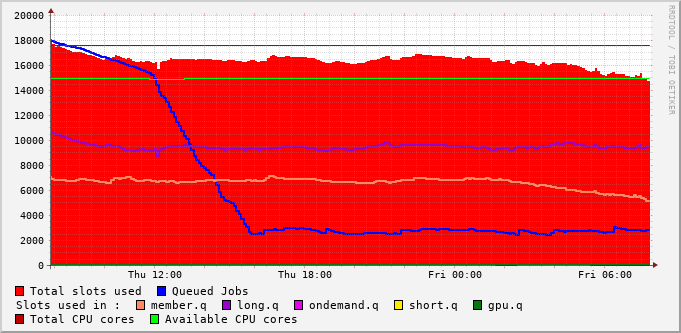 20000
18000
16000
14000
12000
10000
8000
6000
4000
2000
0
Thu 12:00 Thu 18:00 Fri 00:00 Fri 06:00
RRDTOOL / TOBI OETIKER
Total slots used Queued Jobs
Slots used in : member.q long.q ondemand.q short.q gpu.q
Total CPU cores Available CPU cores